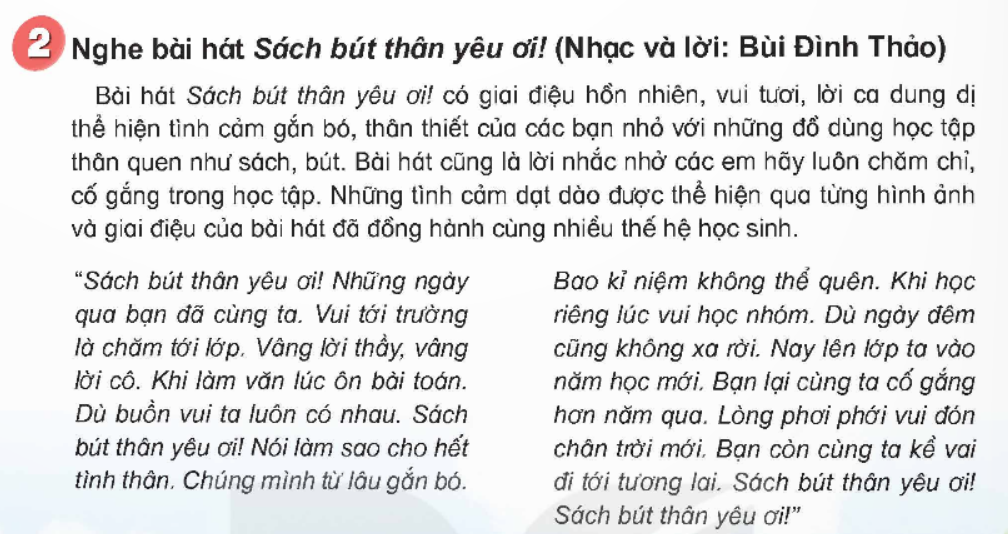 2 Nghe bài hát Sách bút thân yêu ơi! (Nhạc và lời: Bùi Đình Thảo)
Bài hát Sách bút thân yêu ơi! có giai điệu hồn nhiên, vui tươi, lời ca dung dị
thể hiện tình cảm gắn bó, thân thiết của các bạn nhỏ với những đồ dùng học tập
thân quen như sách, bút. Bài hát cũng là lời nhắc nhở các em hãy luôn chăm chỉ,
cố gắng trong học tập. Những tình cảm dạt dào được thể hiện qua từng hình ảnh
và giai điệu của bài hát đã đồng hành cùng nhiều thế hệ học sinh.
“Sách bút thân yêu ơi! Những ngày
qua bạn đã cùng ta. Vui tới trường
là chăm tới lớp. Vâng lời thầy, vâng
lời cô. Khi làm văn lúc ôn bài toán.
Dù buồn vui ta luôn có nhau. Sách
bút thân yêu ơi! Nói làm sao cho hết
tình thân. Chúng mình từ lâu gắn bó.
Bao kỉ niệm không thể quên. Khi học
riêng lúc vui học nhóm. Dù ngày đêm
cũng không xa rời. Nay lên lớp ta vào
năm học mới. Bạn lại cùng ta cố gắng
hơn năm qua. Lòng phơi phới vui đón
chân trời mới. Bạn còn cùng ta kề vai
đi tới tương lai. Sách bút thân yêu ơi!
Sách bút thân yêu ơi!”